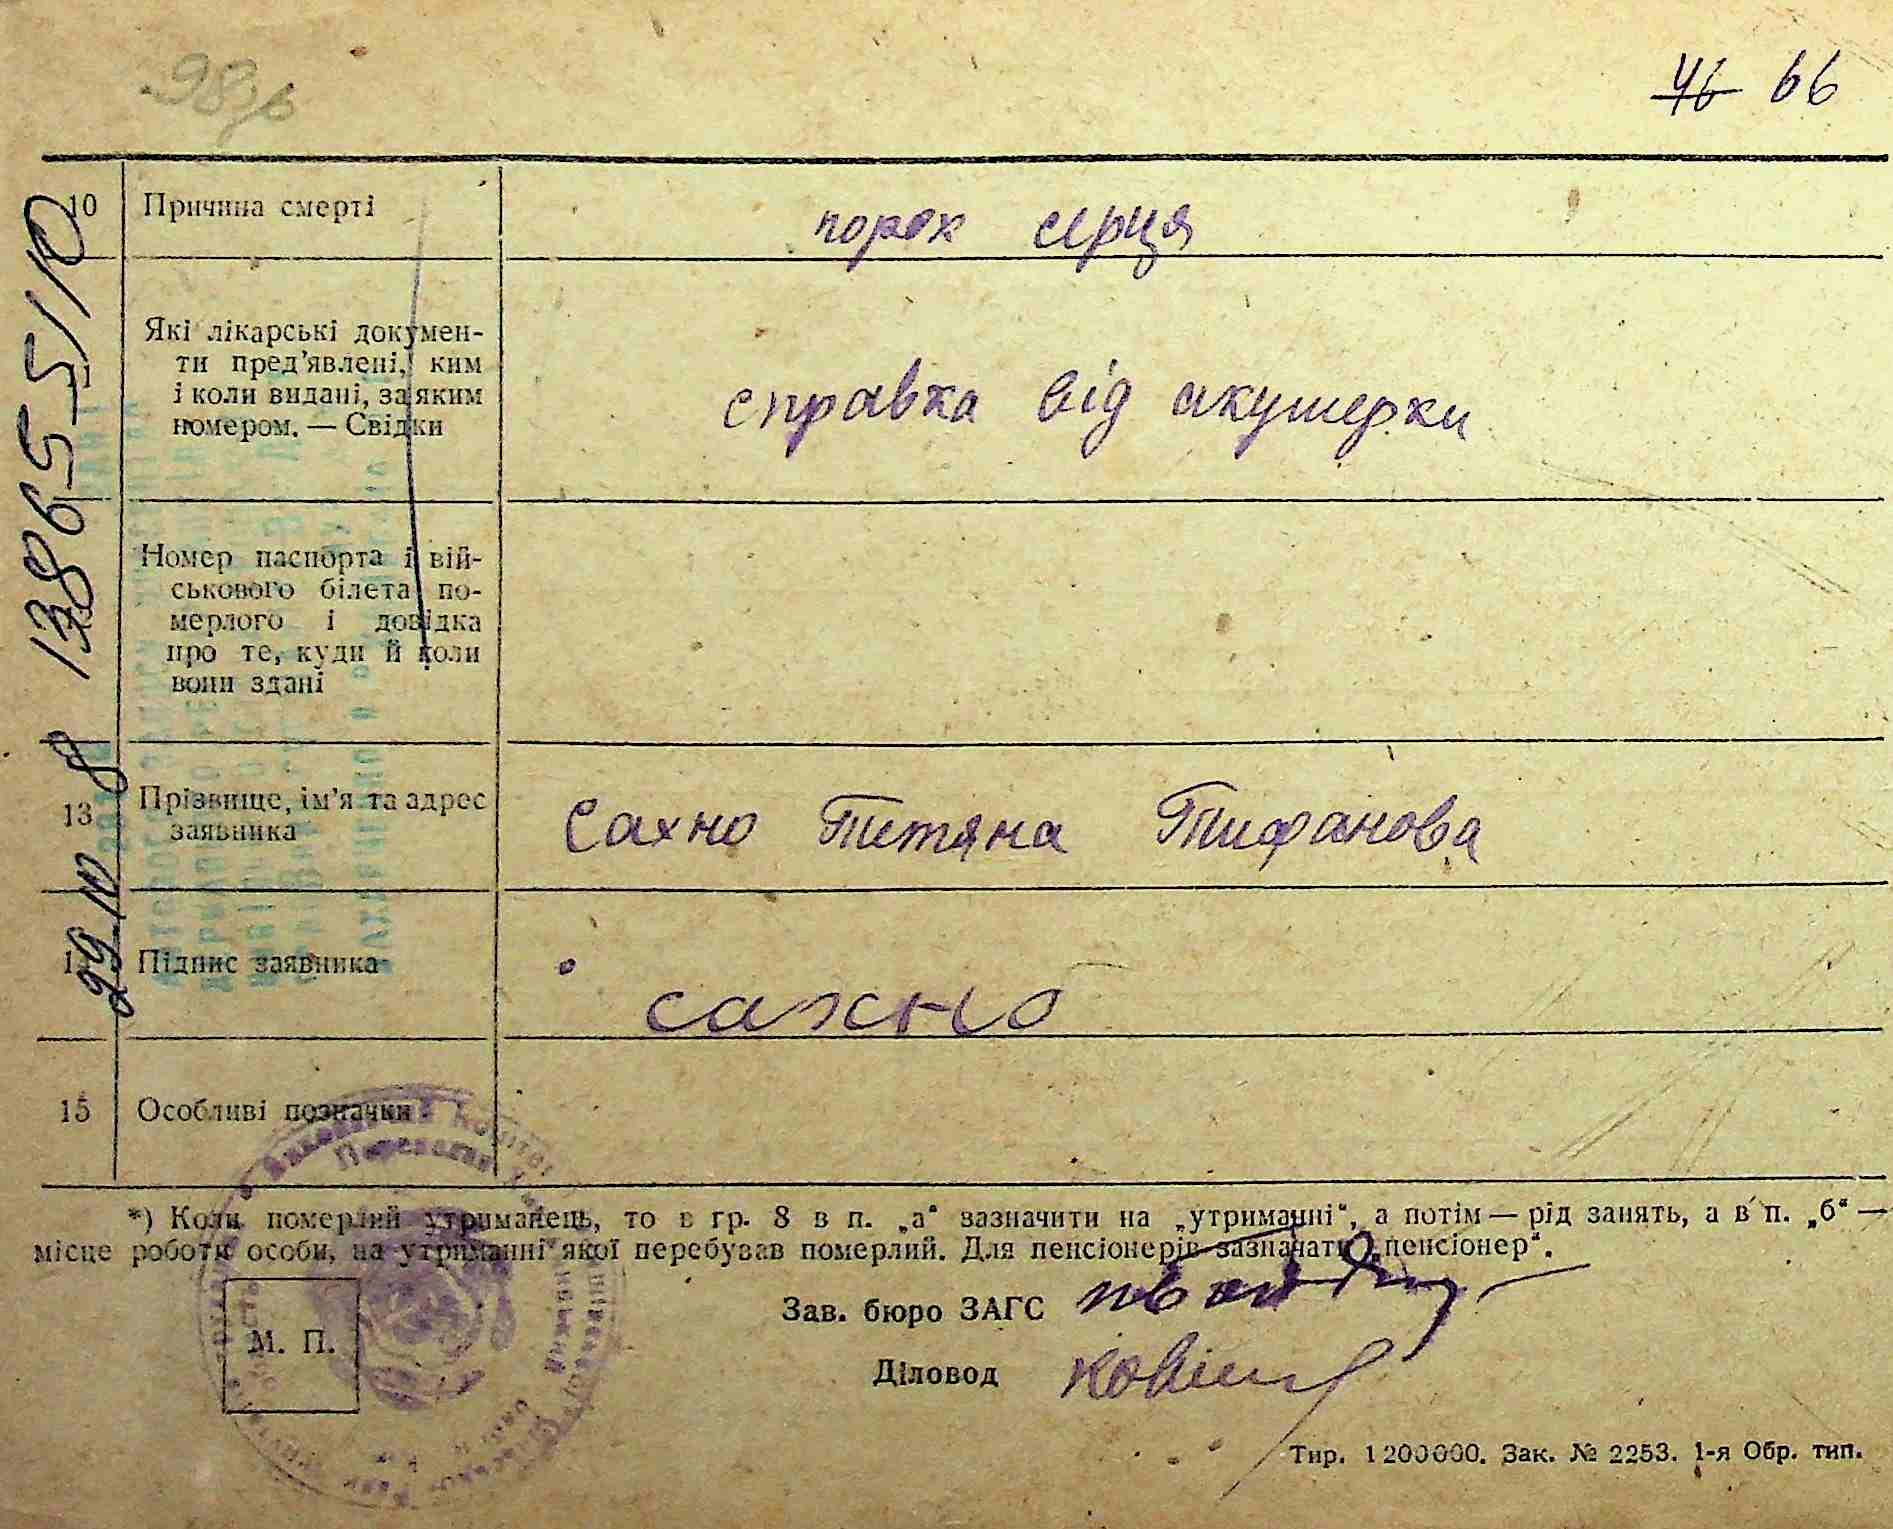 98зр
46 66
10 Причина смерті порок серця
Які лікарські докумен-
ти пред’явлені, ким
і коли видані, за яким
номером. — Свідки
справка від акушерки
Номер паспорта і вій-
ськового білета по-
мерлого і довідка
про те, куди й коли
вони здані
13 Прізвище, ім’я та адрес
заявника
Сахно Тетяна Тифанова
14 Підпис заявника
сахно
15 Особливі позначки
*) Коли померлий утриманець, то в гр. 8 в п. „а“ зазначити на „утриманні“, а потім — рід занять, а в п. „б“ —
місце роботи особи, на утриманні якої перебував померлий. Для пенсіонерів зазначати „пенсіонер“.
М. П.
Зав. бюро ЗАГС
Діловод
Тир. 1200000. Зак. № 2253. 1-я Обр. тип.